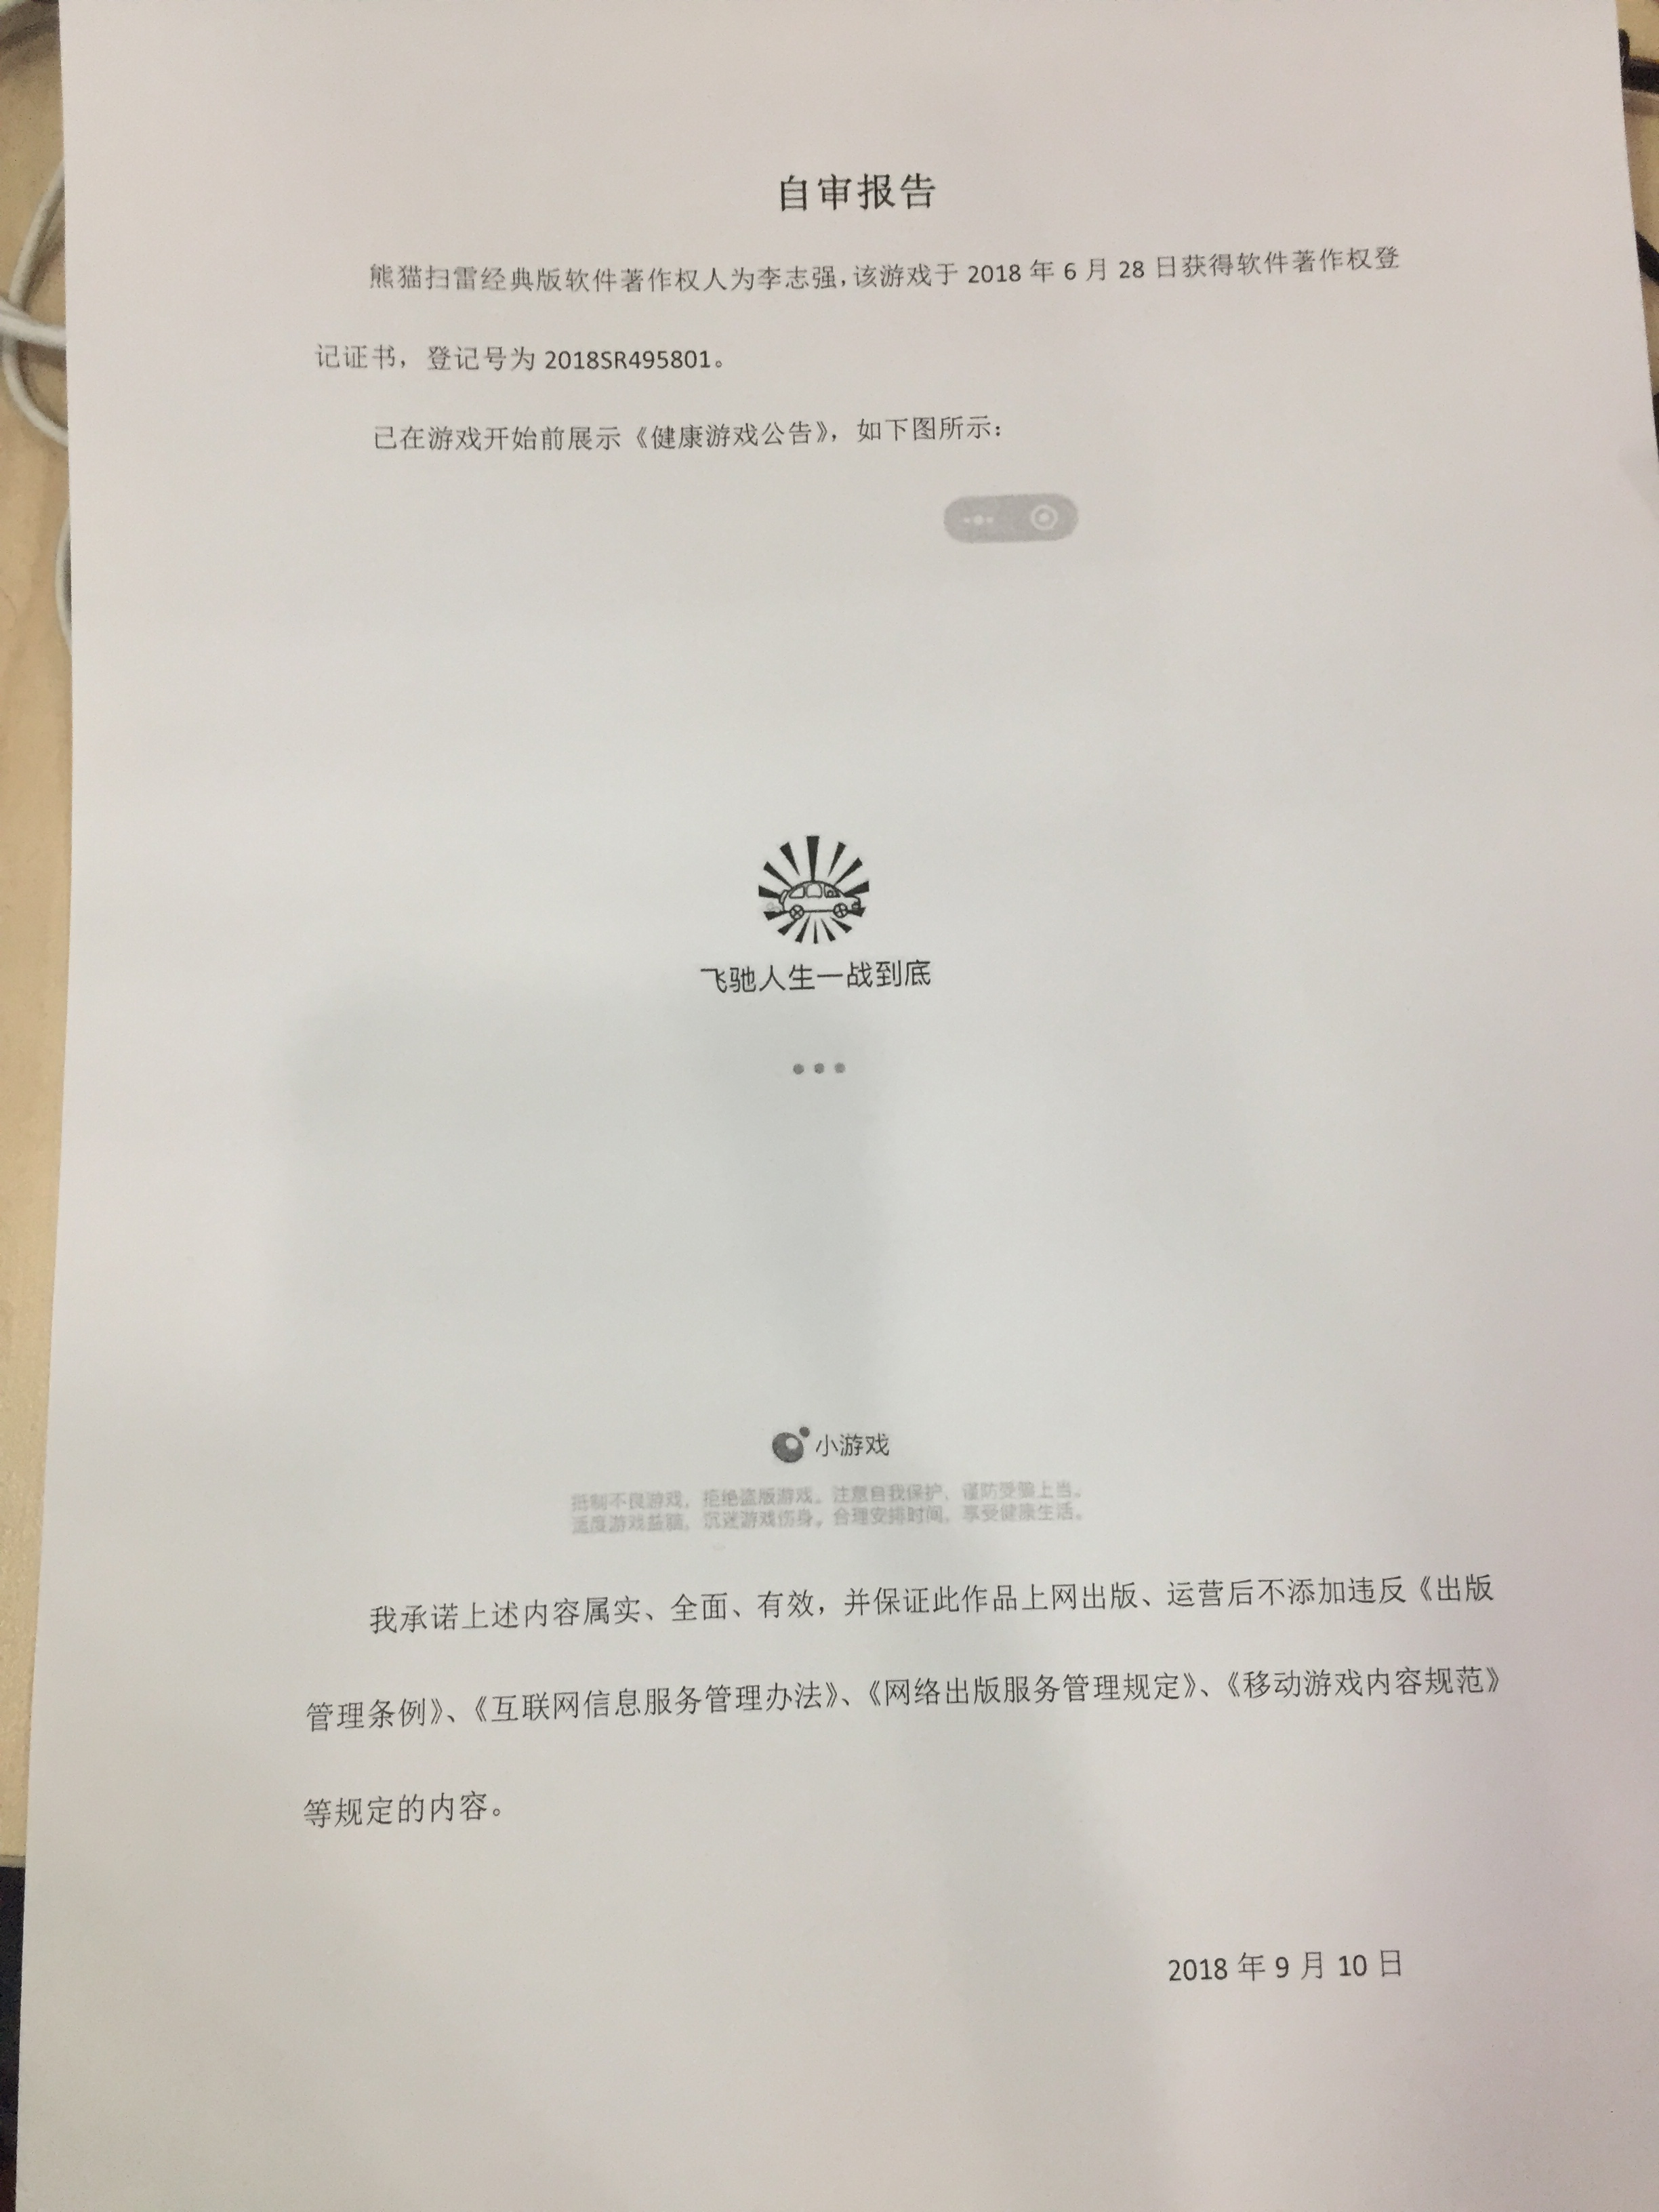 自审报告
熊猫扫雷经典版软件著作权人为李志强,该游戏于 2018 年 6 月 28 日获得软件著作权登
记证书，登记号为 2018SR495801。
已在游戏开始前展示《健康游戏公告》，如下图所示：
飞驰人生一战到底
小游戏
抵制不良游戏，拒绝盗版游戏。注意自我保护，谨防受骗上当。
适度游戏益脑，沉迷游戏伤身。合理安排时间，享受健康生活。
我承诺上述内容属实、全面、有效，并保证此作品上网出版、运营后不添加违反《出版
管理条例》、《互联网信息服务管理办法》、《网络出版服务管理规定》、《移动游戏内容规范》
等规定的内容。
2018 年 9 月 10 日